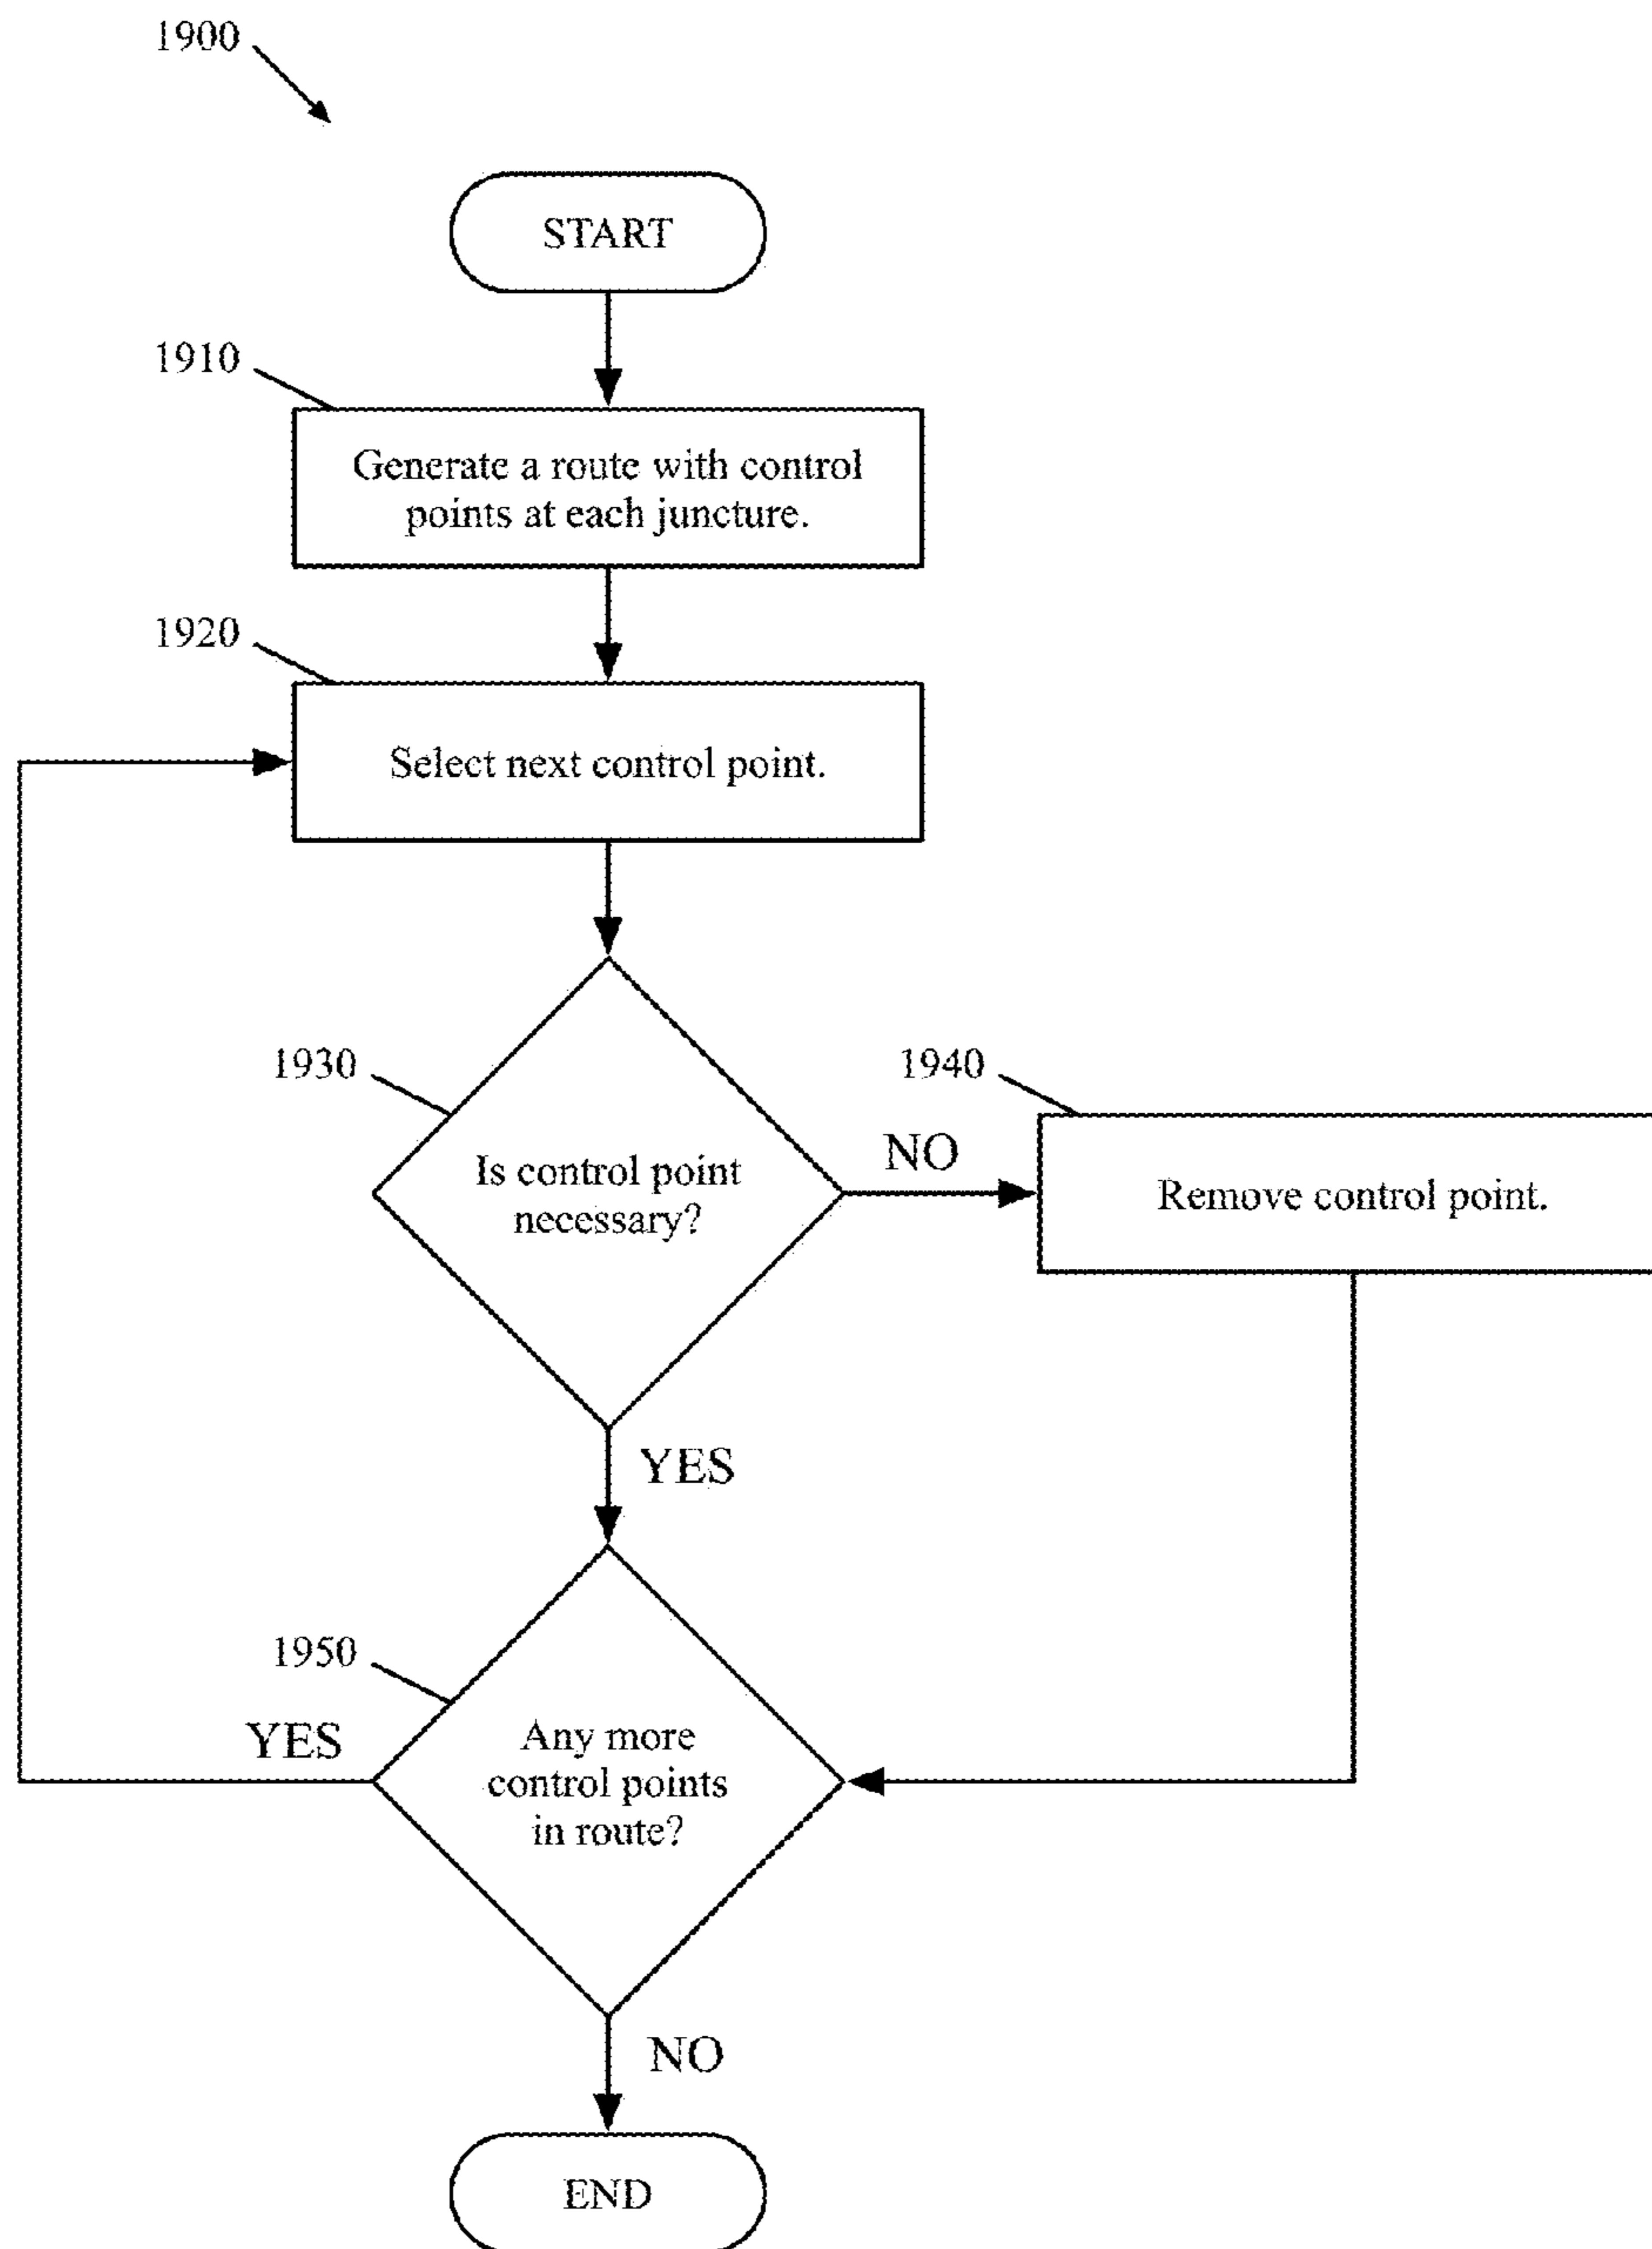 1900
START
1910
Generate a route with control
points at each juncture.
1920
Select next control point.
1930
Is control point
necessary?
NO
1940
Remove control point.
YES
1950
Any more
control points
in route?
YES
NO
END